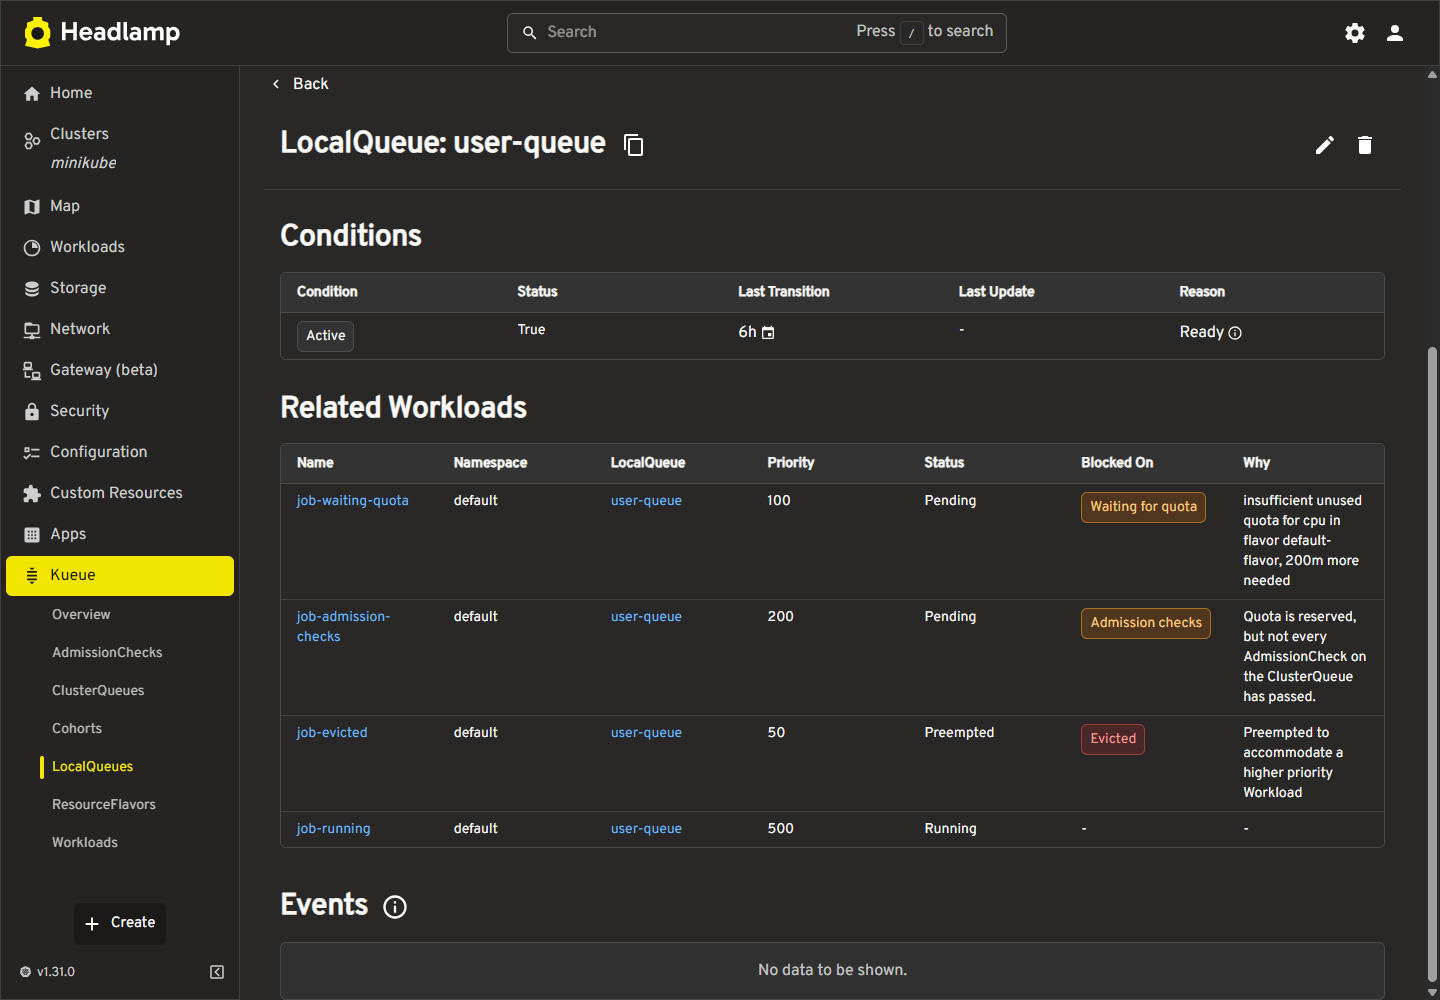 Headlamp
Search
Press / to search
Home
Clusters
minikube
Map
Workloads
Storage
Network
Gateway (beta)
Security
Configuration
Custom Resources
Apps
Kueue
Overview
AdmissionChecks
ClusterQueues
Cohorts
LocalQueues
ResourceFlavors
Workloads
Create
v1.31.0
Back
LocalQueue: user-queue
Conditions
Condition Status Last Transition Last Update Reason
Active True 6h - Ready
Related Workloads
Name Namespace LocalQueue Priority Status Blocked On Why
job-waiting-quota default user-queue 100 Pending Waiting for quota insufficient unused
quota for cpu in
flavor default-
flavor, 200m more
needed
job-admission- default user-queue 200 Pending Admission checks Quota is reserved,
checks but not every
AdmissionCheck on
the ClusterQueue
has passed.
job-evicted default user-queue 50 Preempted Evicted Preempted to
accommodate a
higher priority
Workload
job-running default user-queue 500 Running - -
Events
No data to be shown.